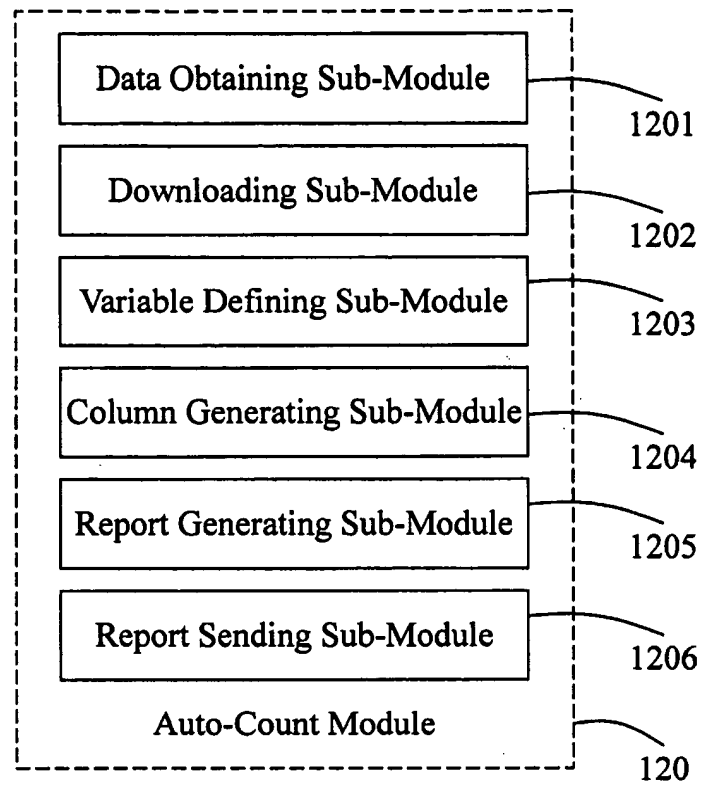 Data Obtaining Sub-Module
1201
Downloading Sub-Module
1202
Variable Defining Sub-Module
1203
Column Generating Sub-Module
1204
Report Generating Sub-Module
1205
Report Sending Sub-Module
1206
Auto-Count Module
120